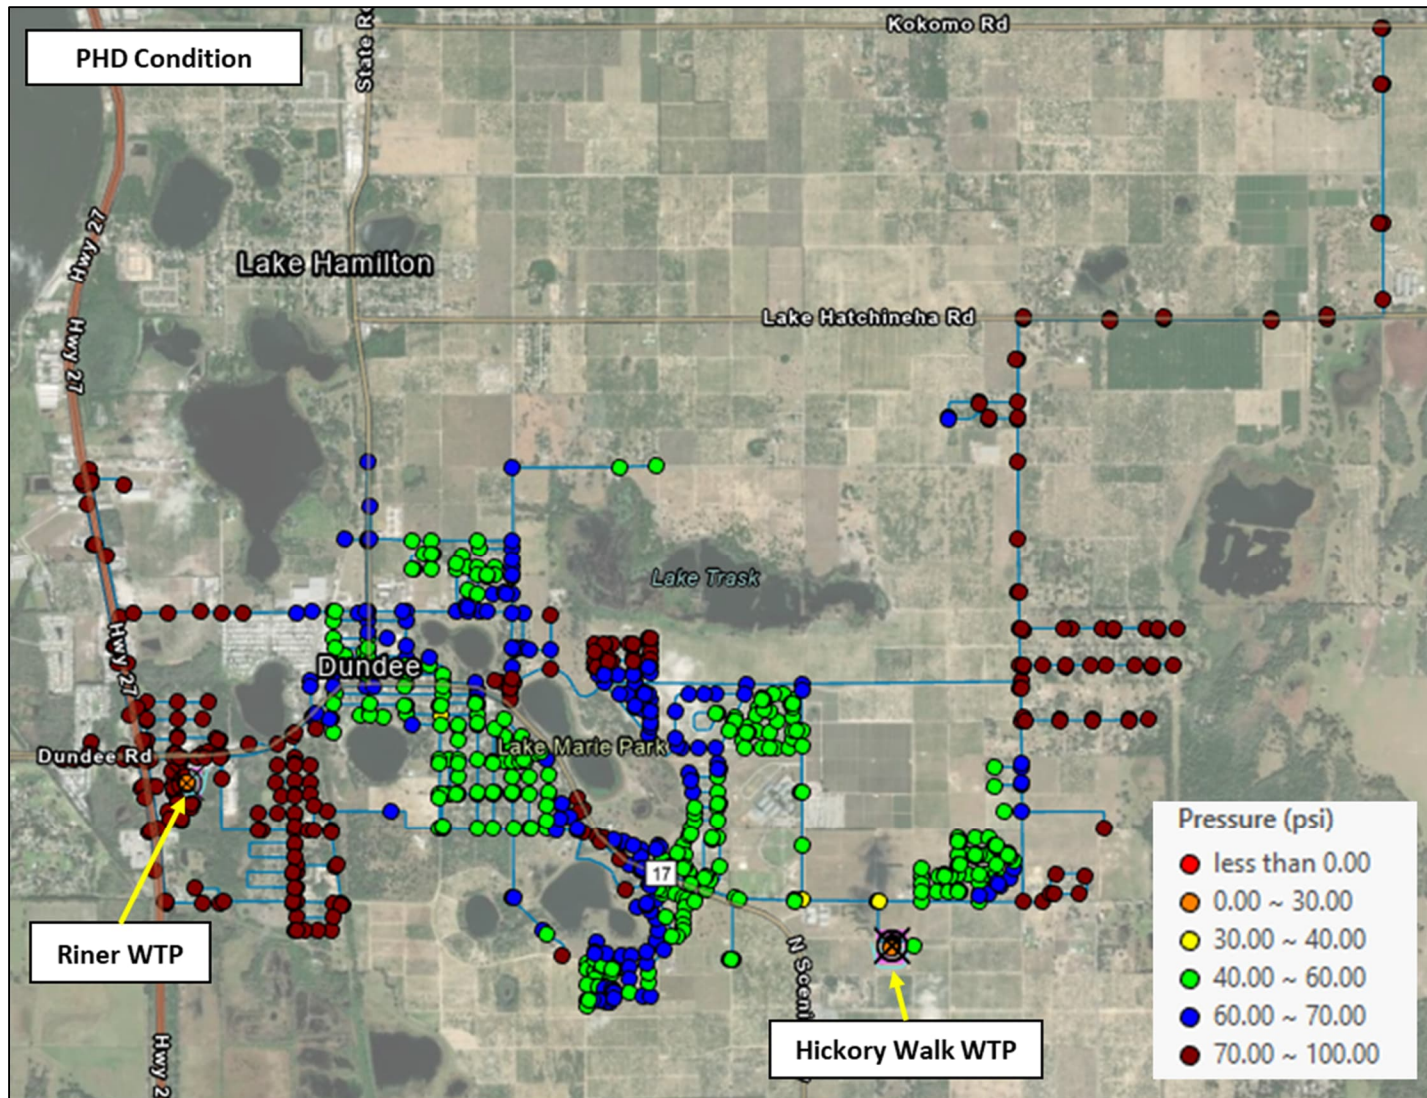 PHD Condition
State R
Kokomo Rd
Hwy 27
Lake Hamilton
Hwy 27
Lake Hatchineha Rd
Lake Trask
Hwy 27
Dundee
Lake Marie Park
Dundee Rd
17
Riner WTP
N Sceni
Hickory Walk WTP
Hwy 2
Pressure (psi)
less than 0.00
0.00 ~ 30.00
30.00 ~ 40.00
40.00 ~ 60.00
60.00 ~ 70.00
70.00 ~ 100.00